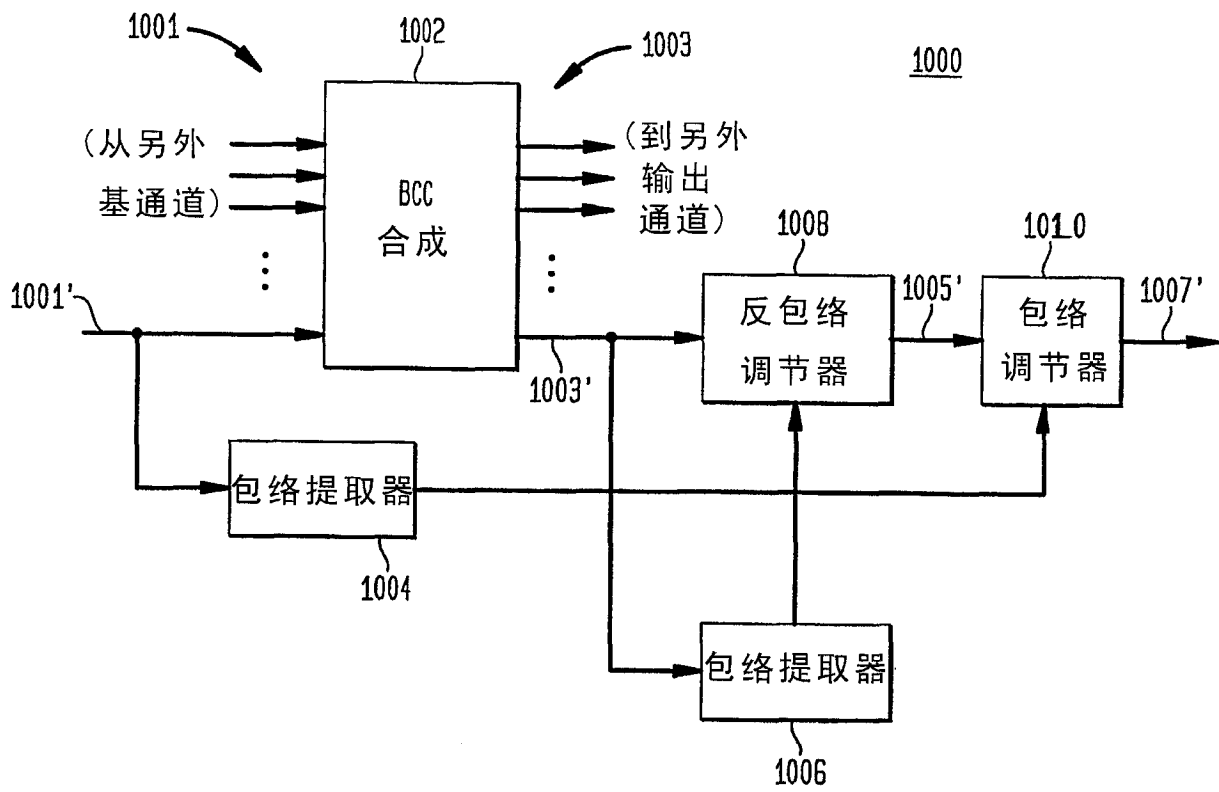 1001
1002
1003
1000
(从另外
基通道)
BCC
合成
(到另外
输出
通道)
1001'
1003'
1008
反包络
调节器
1005'
1010
包络
调节器
1007'
包络提取器
1004
包络提取器
1006